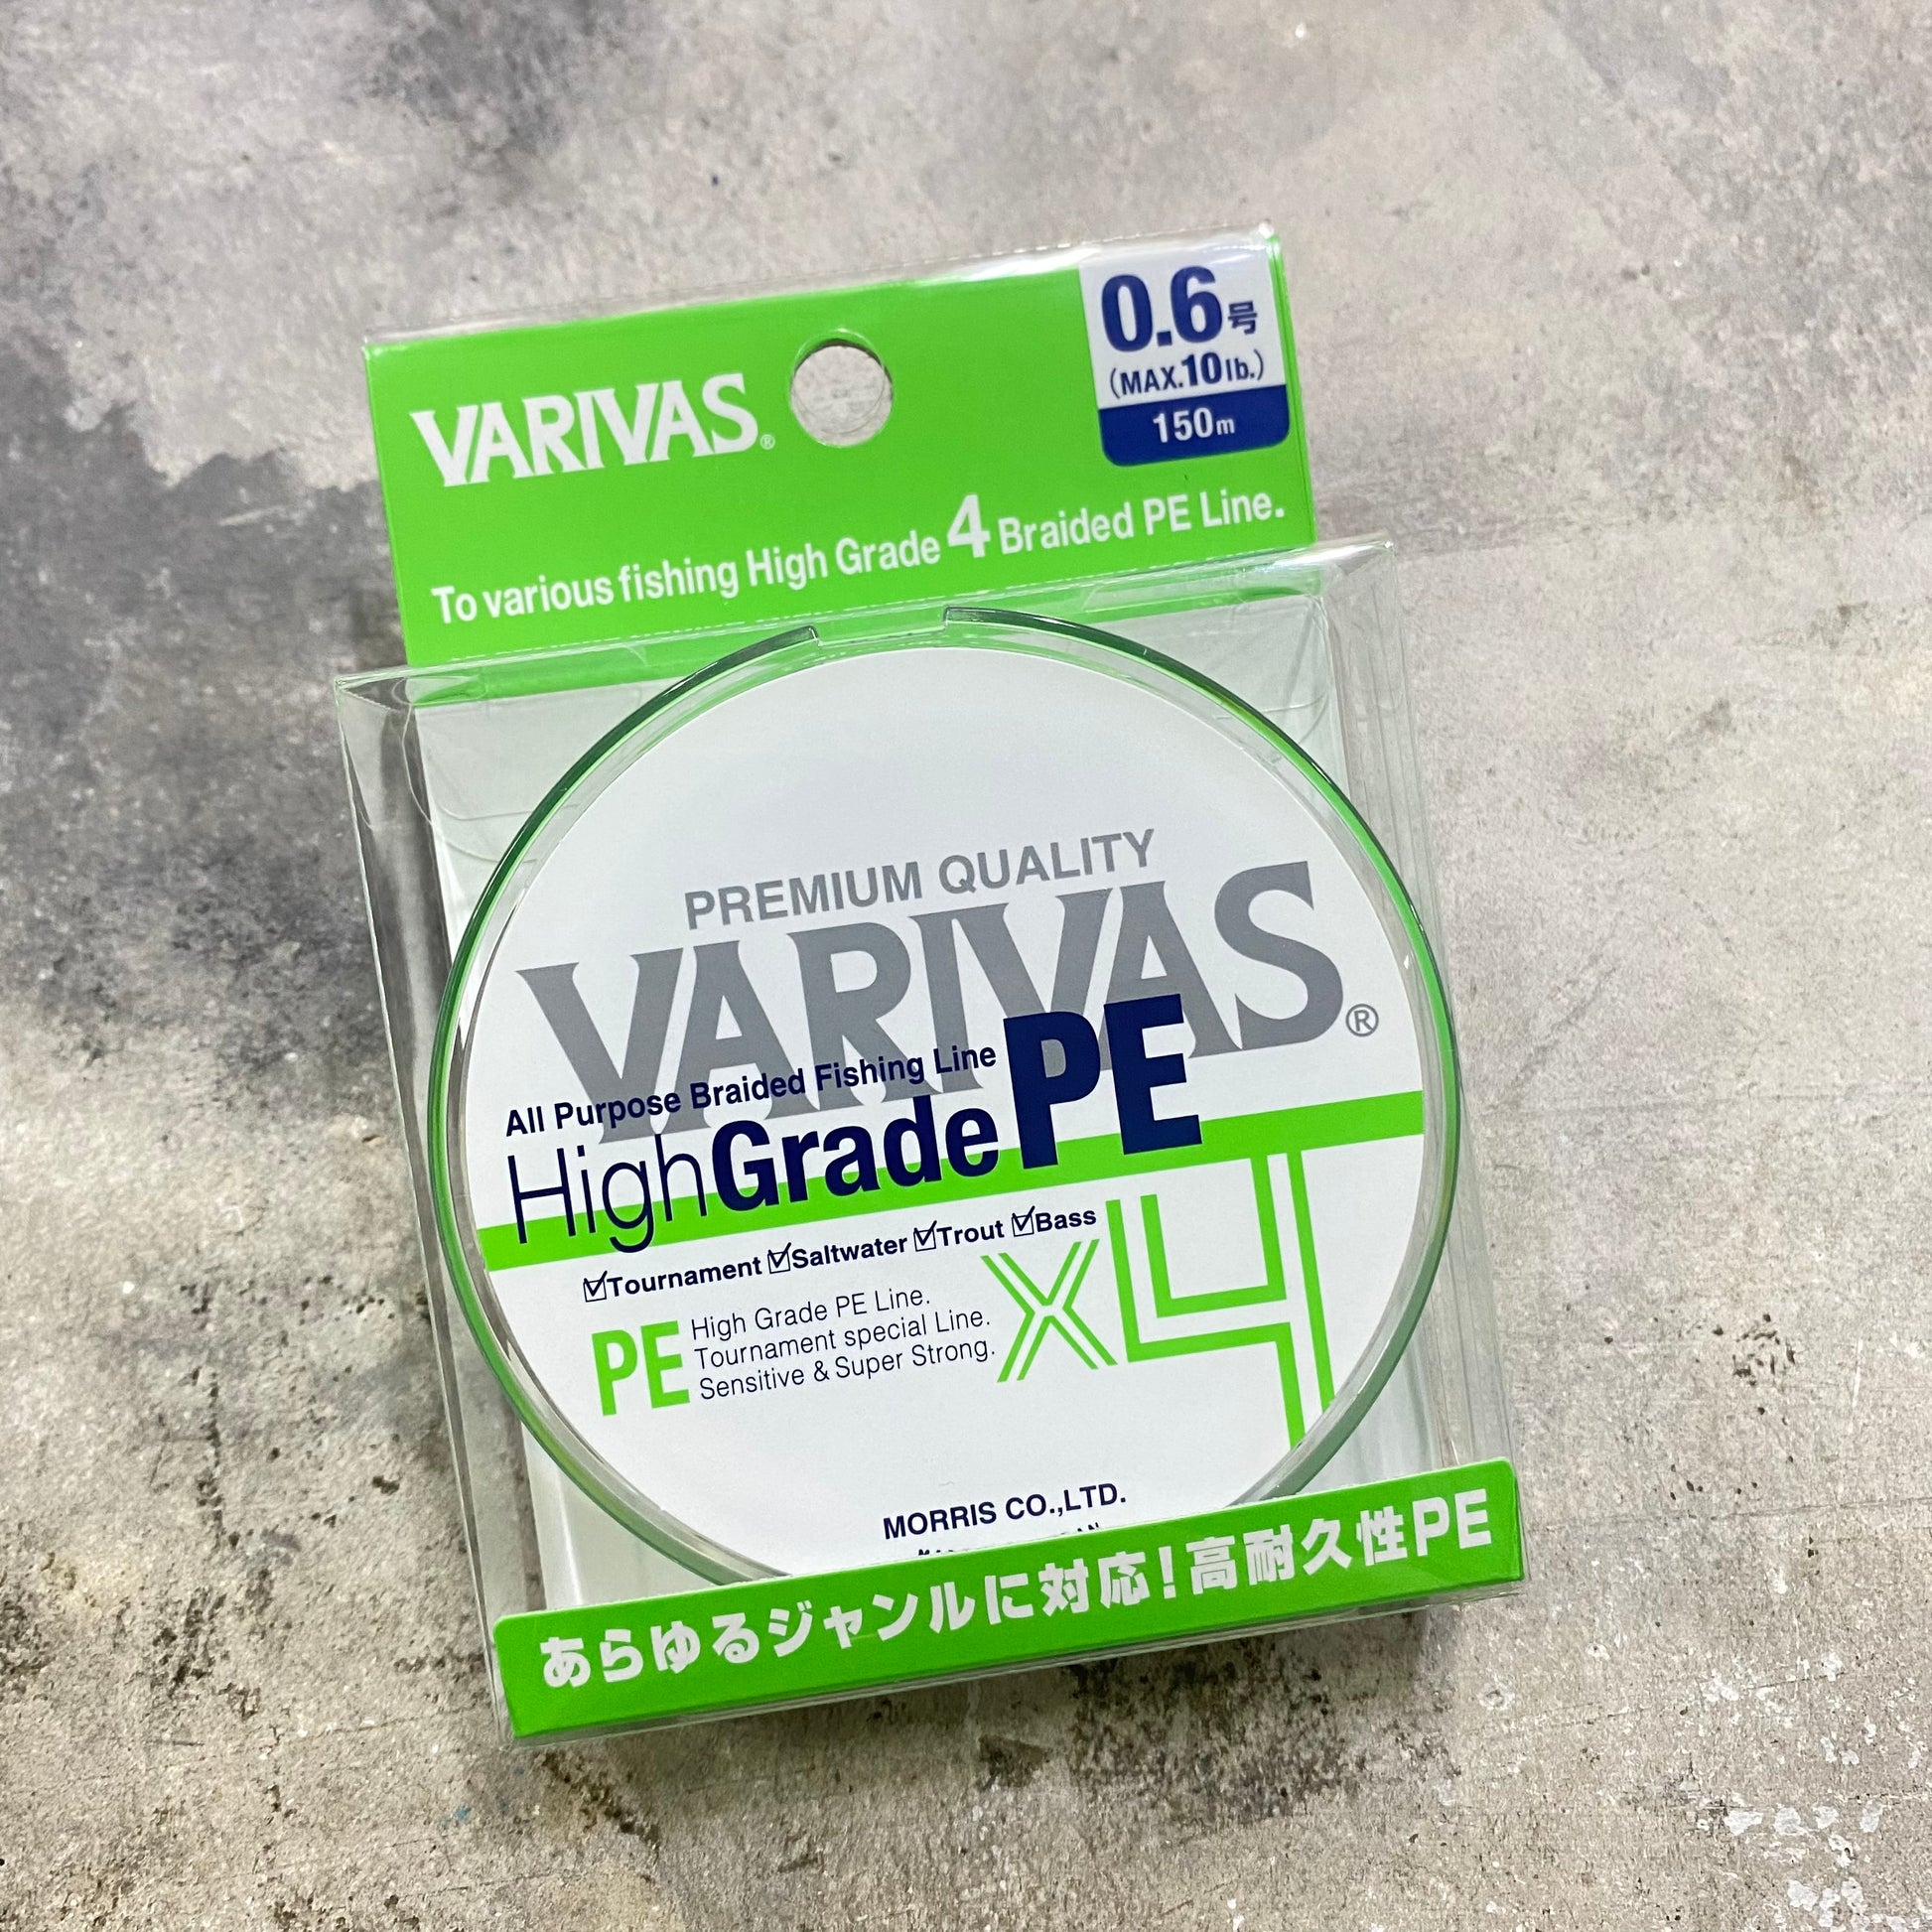 VARIVAS®
0.6号
(MAX.10lb.)
150m
To various fishing High Grade 4 Braided PE Line.
PREMIUM QUALITY
VARIVAS®
All Purpose Braided Fishing Line
HighGradePE
☑Tournament ☑Saltwater ☑Trout ☑Bass
X4
PE
High Grade PE Line.
Tournament special Line.
Sensitive & Super Strong.
MORRIS CO.,LTD.
あらゆるジャンルに対応!高耐久性PE